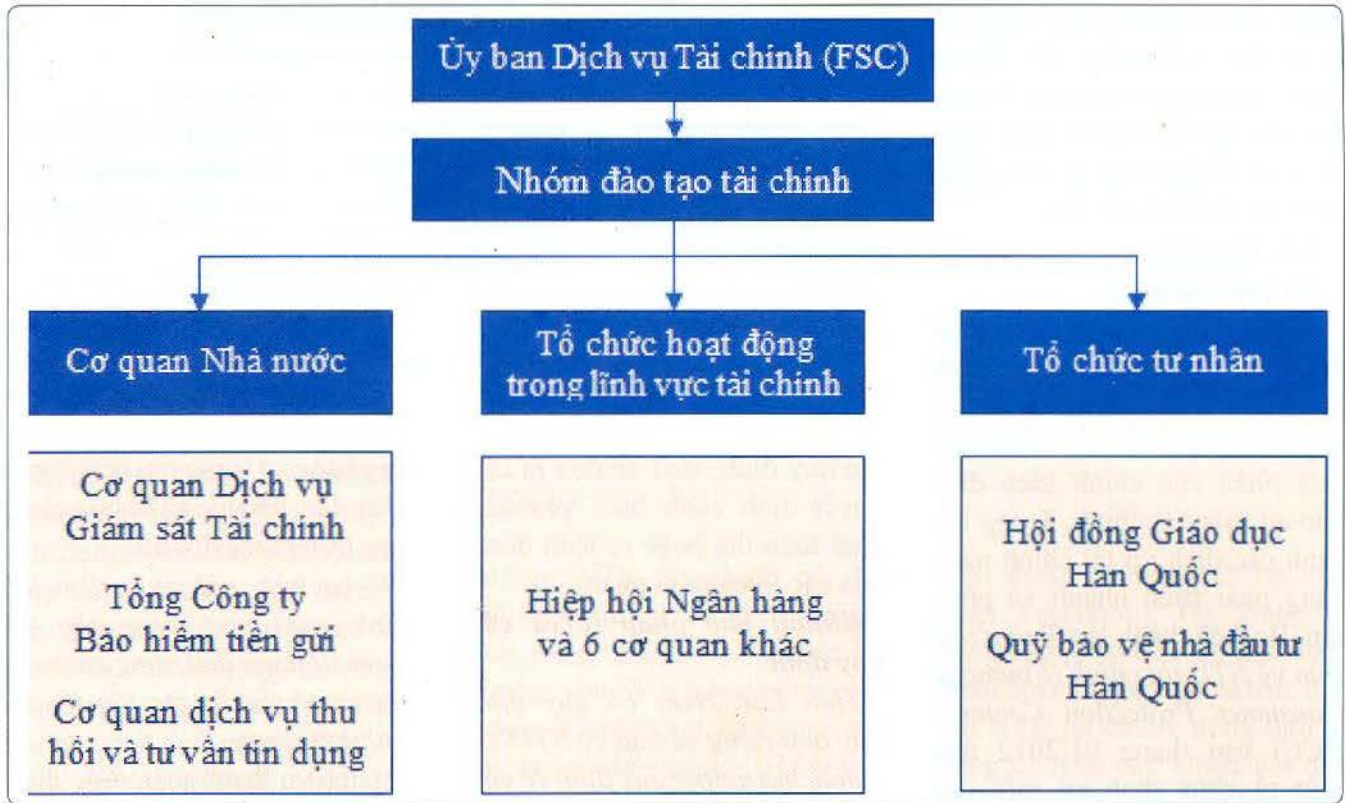 Ủy ban Dịch vụ Tài chính (FSC)
Nhóm đào tạo tài chính
Cơ quan Nhà nước
Tổ chức hoạt động
trong lĩnh vực tài chính
Tổ chức tư nhân
Cơ quan Dịch vụ
Giám sát Tài chính
Tổng Công ty
Bảo hiểm tiền gửi
Cơ quan dịch vụ thu
hồi và tư vấn tín dụng
Hiệp hội Ngân hàng
và 6 cơ quan khác
Hội đồng Giáo dục
Hàn Quốc
Quỹ bảo vệ nhà đầu tư
Hàn Quốc